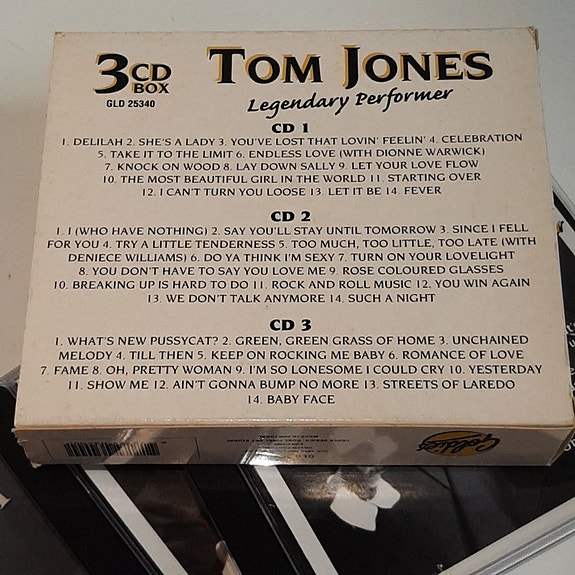 3 CD BOX
GLD 25340
TOM JONES
Legendary Performer
CD 1
1. DELILAH 2. SHE'S A LADY 3. YOU'VE LOST THAT LOVIN' FEELIN' 4. CELEBRATION
5. TAKE IT TO THE LIMIT 6. ENDLESS LOVE (WITH DIONNE WARWICK)
7. KNOCK ON WOOD 8. LAY DOWN SALLY 9. LET YOUR LOVE FLOW
10. THE MOST BEAUTIFUL GIRL IN THE WORLD 11. STARTING OVER
12. I CAN'T TURN YOU LOOSE 13. LET IT BE 14. FEVER
CD 2
1. I (WHO HAVE NOTHING) 2. SAY YOU'LL STAY UNTIL TOMORROW 3. SINCE I FELL
FOR YOU 4. TRY A LITTLE TENDERNESS 5. TOO MUCH, TOO LITTLE, TOO LATE (WITH
DENIECE WILLIAMS) 6. DO YA THINK I'M SEXY 7. TURN ON YOUR LOVELIGHT
8. YOU DON'T HAVE TO SAY YOU LOVE ME 9. ROSE COLOURED GLASSES
10. BREAKING UP IS HARD TO DO 11. ROCK AND ROLL MUSIC 12. YOU WIN AGAIN
13. WE DON'T TALK ANYMORE 14. SUCH A NIGHT
CD 3
1. WHAT'S NEW PUSSYCAT? 2. GREEN, GREEN GRASS OF HOME 3. UNCHAINED
MELODY 4. TILL THEN 5. KEEP ON ROCKING ME BABY 6. ROMANCE OF LOVE
7. FAME 8. OH, PRETTY WOMAN 9. I'M SO LONESOME I COULD CRY 10. YESTERDAY
11. SHOW ME 12. AIN'T GONNA BUMP NO MORE 13. STREETS OF LAREDO
14. BABY FACE
Goldies